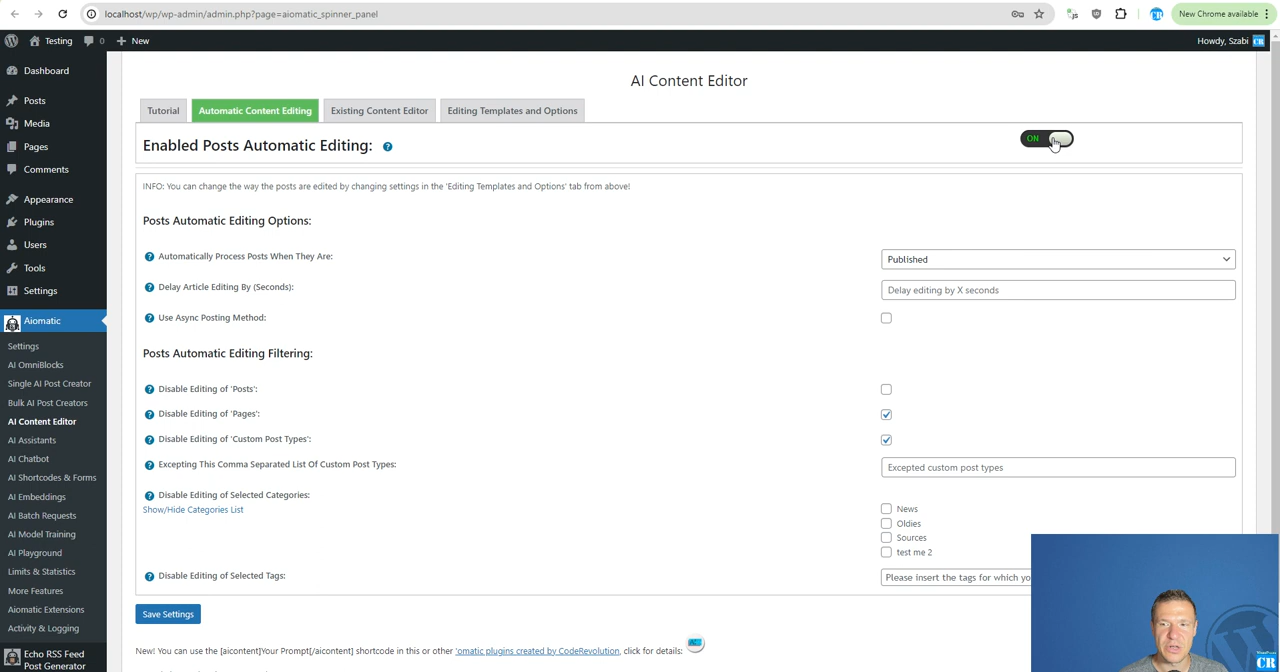 localhost/wp/wp-admin/admin.php?page=aiomatic_spinner_panel
New Chrome available
Testing
0
New
Howdy, Szabi
Dashboard
Posts
Media
Pages
Comments
Appearance
Plugins
Users
Tools
Settings
Aiomatic
Settings
AI OmniBlocks
Single AI Post Creator
Bulk AI Post Creators
AI Content Editor
AI Assistants
AI Chatbot
AI Shortcodes & Forms
AI Embeddings
AI Batch Requests
AI Model Training
AI Playground
Limits & Statistics
More Features
Aiomatic Extensions
Activity & Logging
Echo RSS Feed
Post Generator
AI Content Editor
Tutorial
Automatic Content Editing
Existing Content Editor
Editing Templates and Options
Enabled Posts Automatic Editing:
ON
INFO: You can change the way the posts are edited by changing settings in the 'Editing Templates and Options' tab from above!
Posts Automatic Editing Options:
Automatically Process Posts When They Are:
Published
Delay Article Editing By (Seconds):
Delay editing by X seconds
Use Async Posting Method:
Posts Automatic Editing Filtering:
Disable Editing of 'Posts':
Disable Editing of 'Pages':
Disable Editing of 'Custom Post Types':
Excepting This Comma Separated List Of Custom Post Types:
Excepted custom post types
Disable Editing of Selected Categories:
Show/Hide Categories List
News
Oldies
Sources
test me 2
Disable Editing of Selected Tags:
Please insert the tags for which yo
Save Settings
New! You can use the [aicontent]Your Prompt[/aicontent] shortcode in this or other 'omatic plugins created by CodeRevolution, click for details:
CR